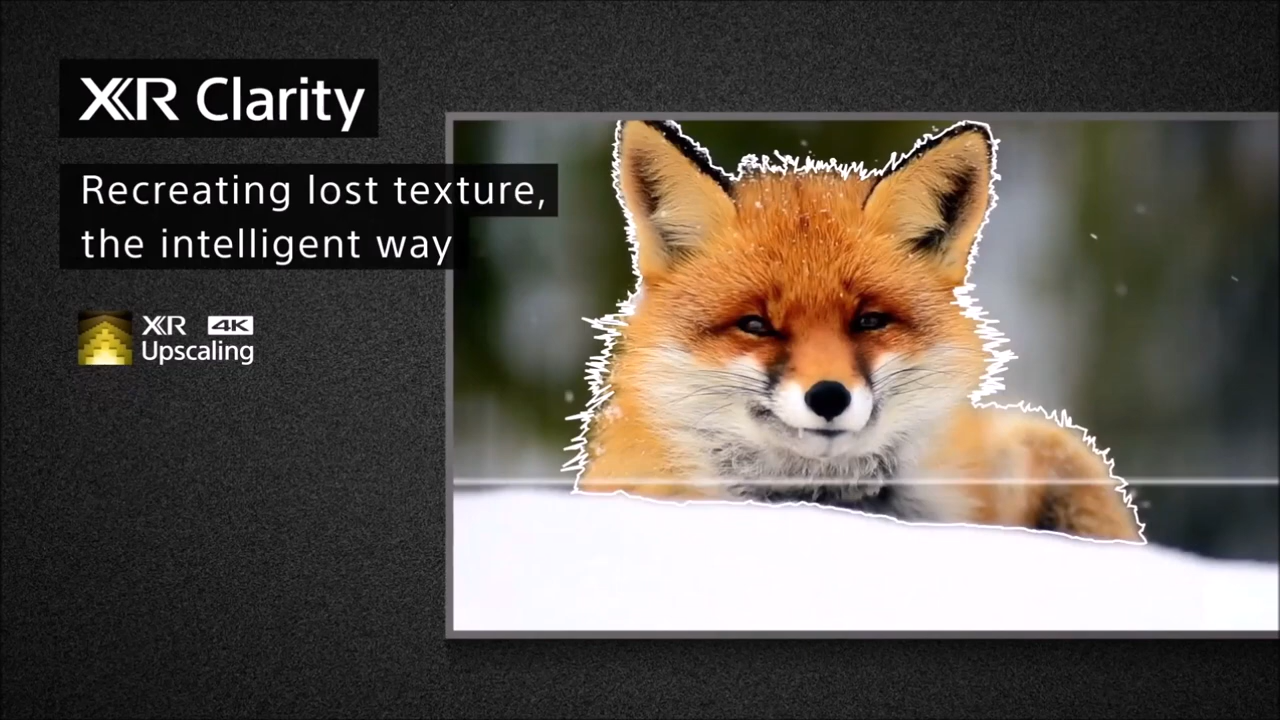 XR Clarity
Recreating lost texture,
the intelligent way
XR 4K
Upscaling